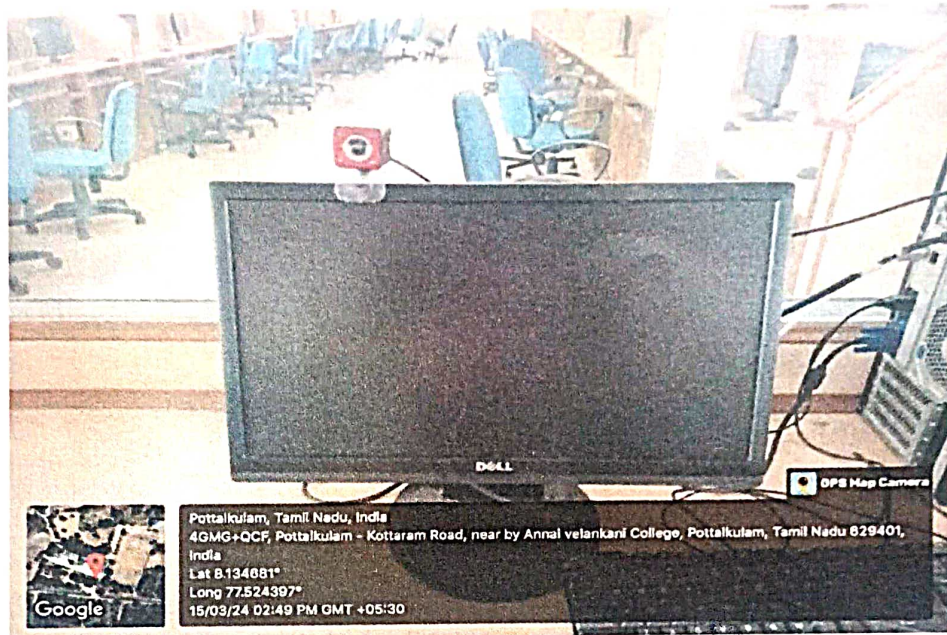 DELL
GPS Map Camera
Pottalkulam, Tamil Nadu, India
4GMG+QCF, Pottalkulam - Kottaram Road, near by Annal velankani College, Pottalkulam, Tamil Nadu 629401,
India
Lat 8.134681°
Long 77.524397°
15/03/24 02:49 PM GMT +05:30
Google